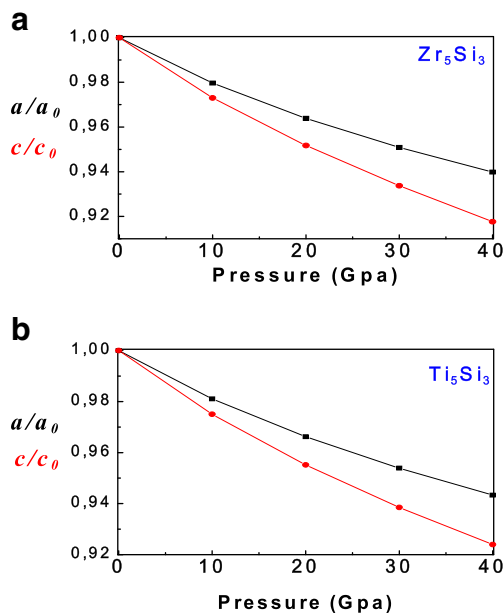 a
1,00
Zr5Si3
0,98
a/a0
0,96
c/c0
0,94
0,92
0 10 20 30 40
Pressure (Gpa)
b
1,00
Ti5Si3
0,98
a/a0
0,96
c/c0
0,94
0,92
0 10 20 30 40
Pressure (Gpa)